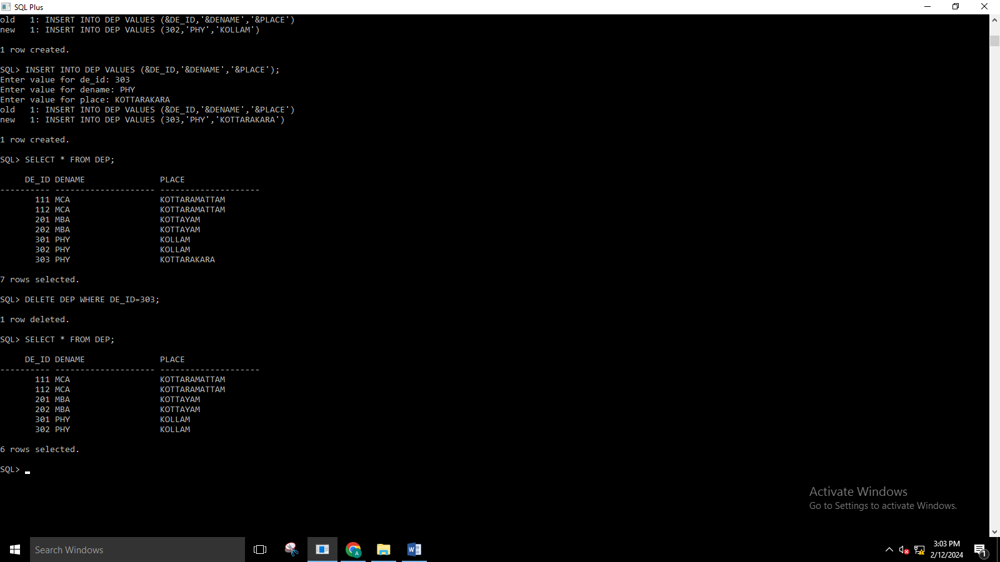 SQL Plus
old   1: INSERT INTO DEP VALUES (&DE_ID,'&DENAME','&PLACE')
new   1: INSERT INTO DEP VALUES (302,'PHY','KOLLAM')
1 row created.
SQL> INSERT INTO DEP VALUES (&DE_ID,'&DENAME','&PLACE');
Enter value for de_id: 303
Enter value for dename: PHY
Enter value for place: KOTTARAKARA
old   1: INSERT INTO DEP VALUES (&DE_ID,'&DENAME','&PLACE')
new   1: INSERT INTO DEP VALUES (303,'PHY','KOTTARAKARA')
1 row created.
SQL> SELECT * FROM DEP;
     DE_ID DENAME               PLACE
---------- -------------------- --------------------
       111 MCA                  KOTTARAMATTAM
       112 MCA                  KOTTARAMATTAM
       201 MBA                  KOTTAYAM
       202 MBA                  KOTTAYAM
       301 PHY                  KOLLAM
       302 PHY                  KOLLAM
       303 PHY                  KOTTARAKARA
7 rows selected.
SQL> DELETE DEP WHERE DE_ID=303;
1 row deleted.
SQL> SELECT * FROM DEP;
     DE_ID DENAME               PLACE
---------- -------------------- --------------------
       111 MCA                  KOTTARAMATTAM
       112 MCA                  KOTTARAMATTAM
       201 MBA                  KOTTAYAM
       202 MBA                  KOTTAYAM
       301 PHY                  KOLLAM
       302 PHY                  KOLLAM
6 rows selected.
SQL>
Activate Windows
Go to Settings to activate Windows.
Search Windows
A
W
3:03 PM
2/12/2024
1